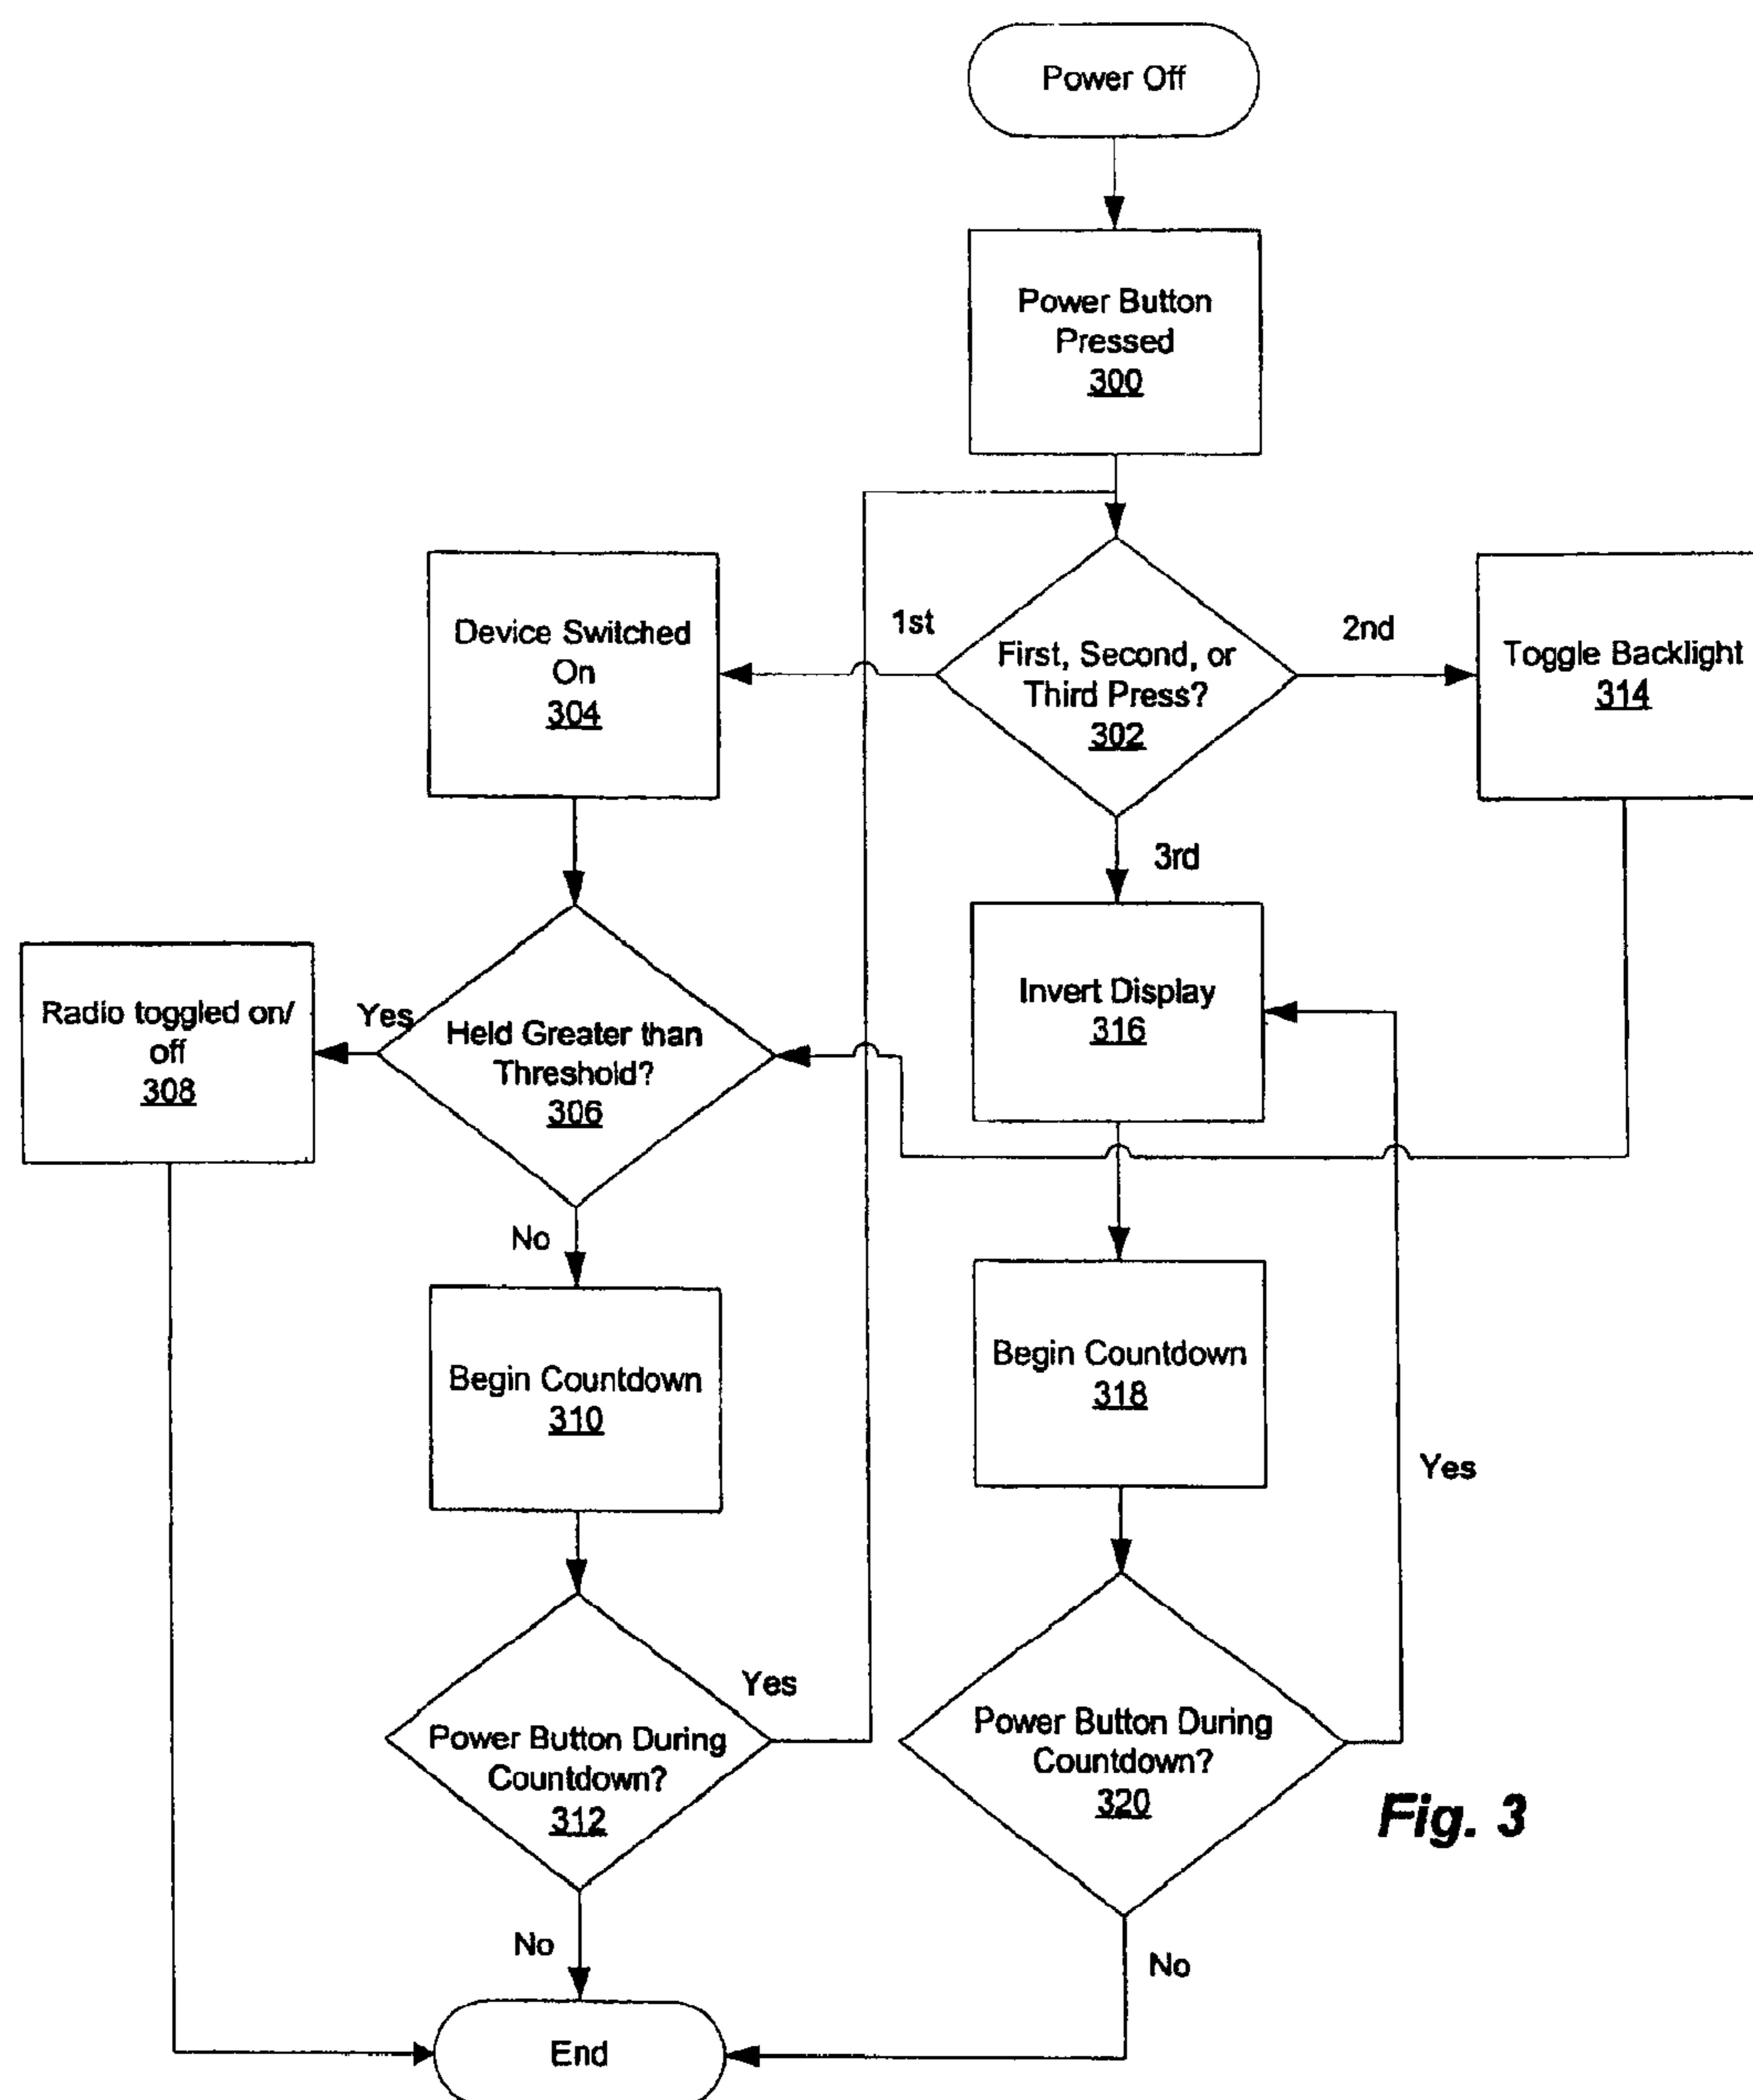 Power Off
Power Button
Pressed
300
First, Second, or
Third Press?
302
1st
2nd
3rd
Device Switched
On
304
Toggle Backlight
314
Held Greater than
Threshold?
306
Yes
No
Radio toggled on/
off
308
Invert Display
316
Begin Countdown
310
Begin Countdown
318
Yes
Power Button During
Countdown?
312
Yes
No
Power Button During
Countdown?
320
No
Fig. 3
End